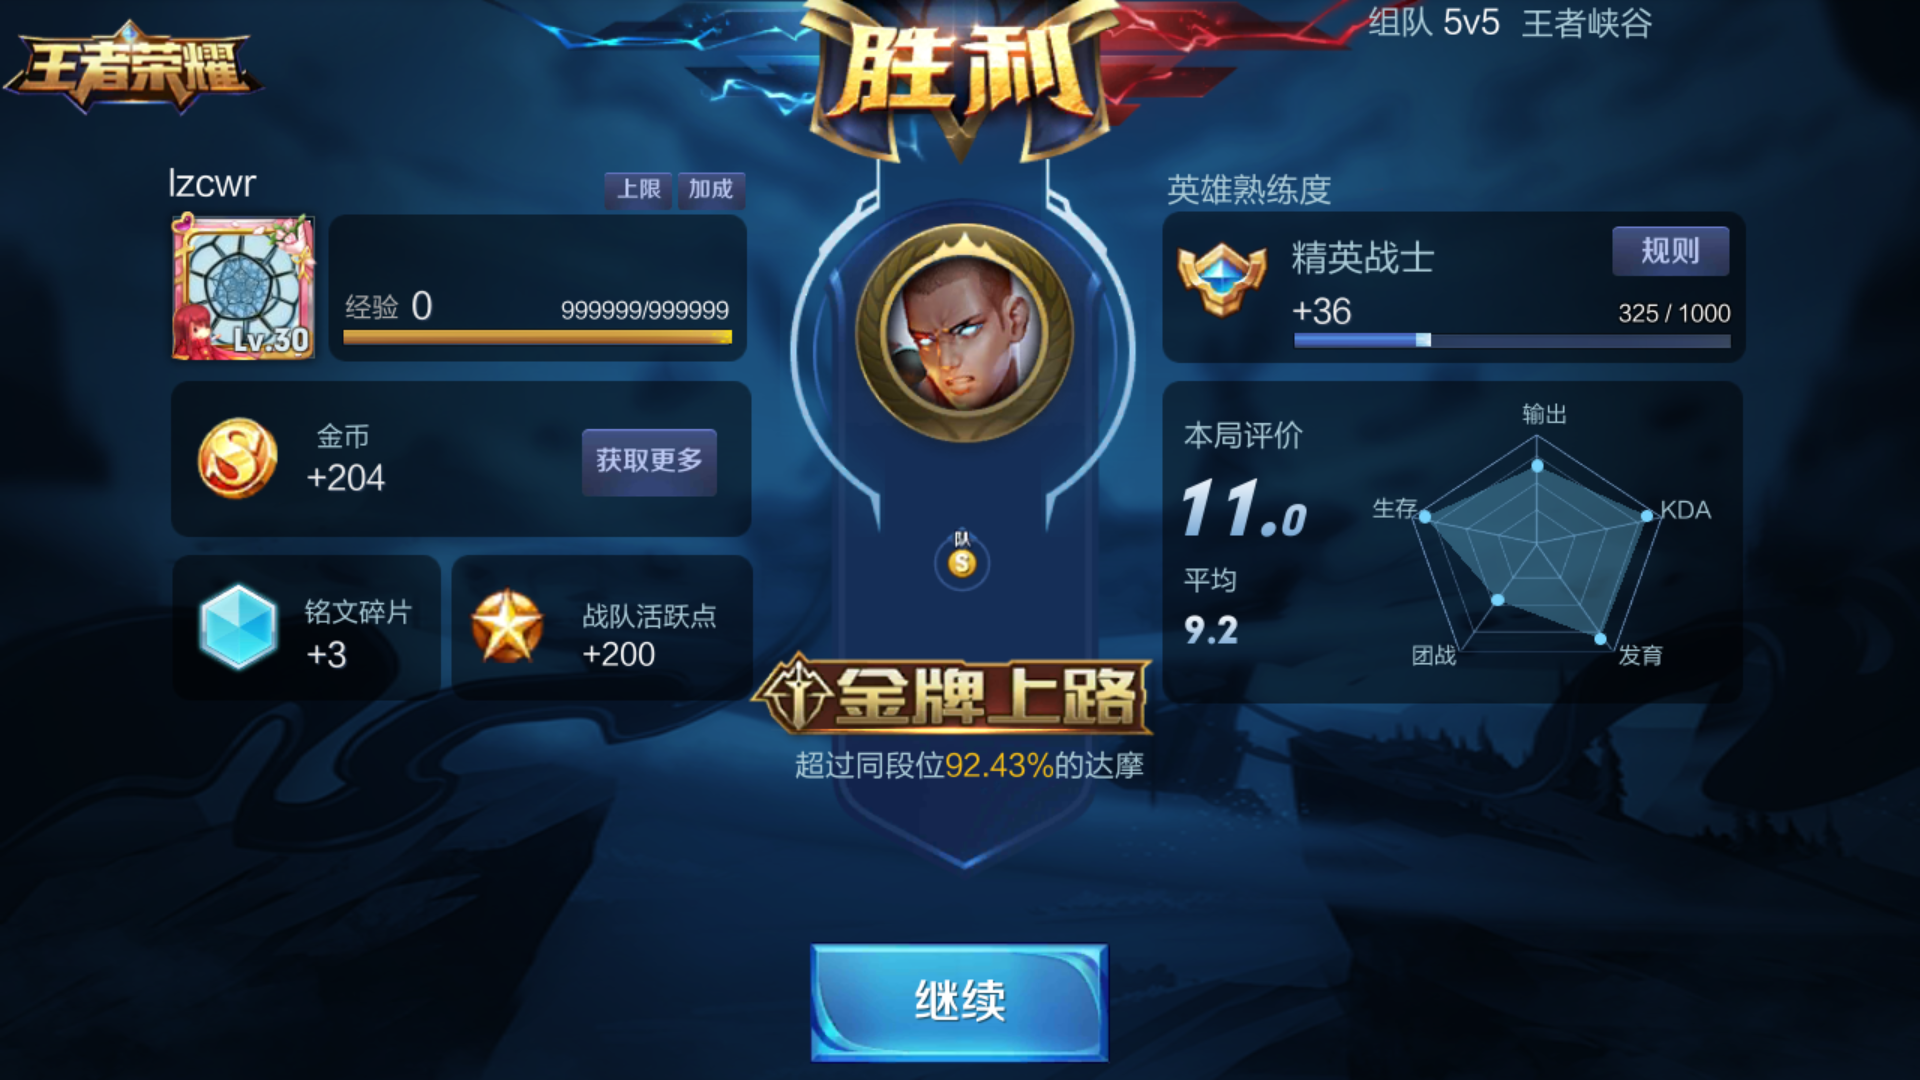 王者荣耀
胜利
组队 5v5 王者峡谷
lzcwr
上限
加成
Lv.30
经验 0
999999/999999
金币
+204
获取更多
铭文碎片
+3
战队活跃点
+200
队
S
金牌上路
超过同段位92.43%的达摩
英雄熟练度
精英战士
规则
+36
325 / 1000
本局评价
11.0
平均
9.2
输出
生存
KDA
团战
发育
继续